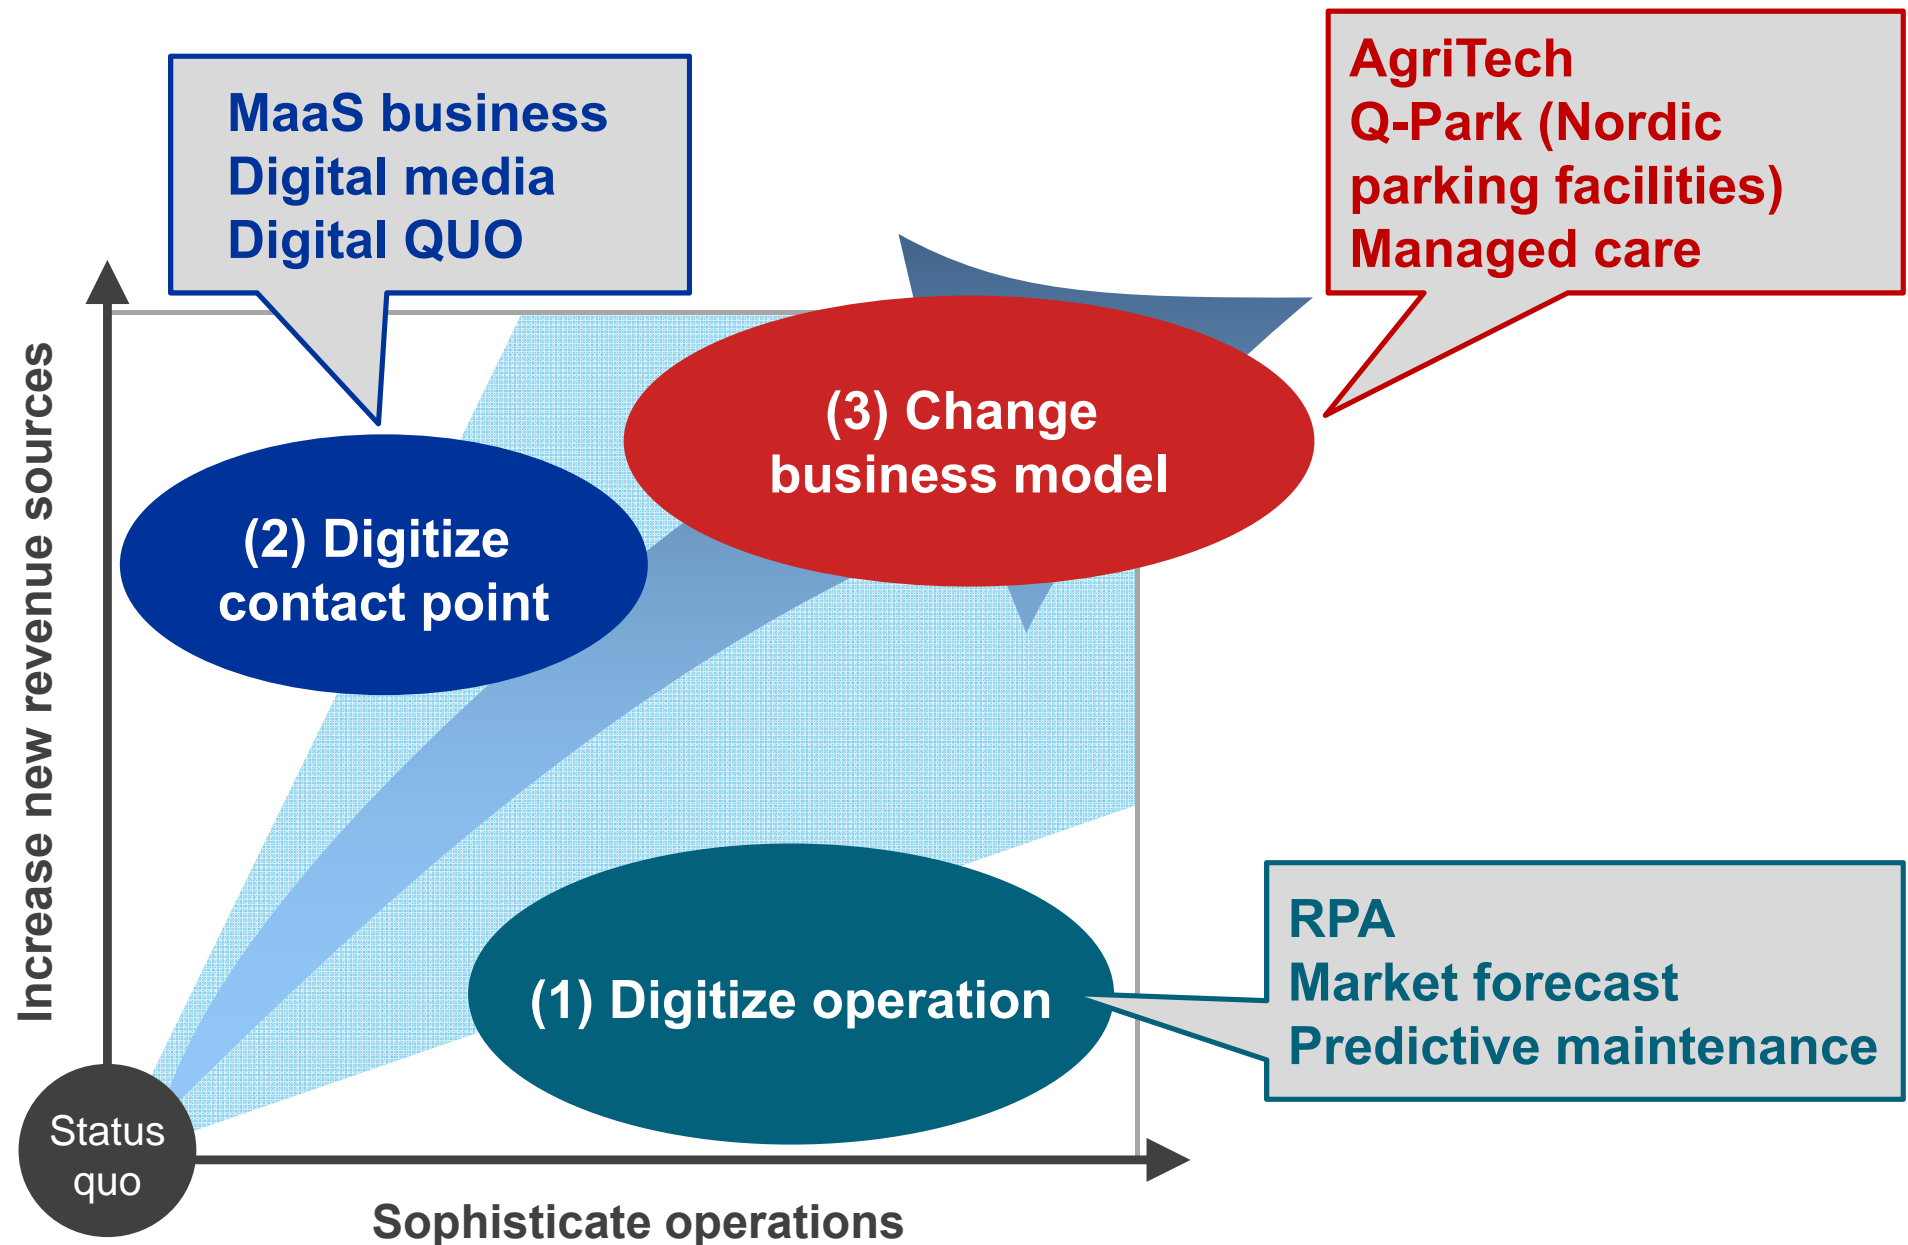 MaaS business
Digital media
Digital QUO
AgriTech
Q-Park (Nordic
parking facilities)
Managed care
Increase new revenue sources
(3) Change
business model
(2) Digitize
contact point
(1) Digitize operation
RPA
Market forecast
Predictive maintenance
Status
quo
Sophisticate operations